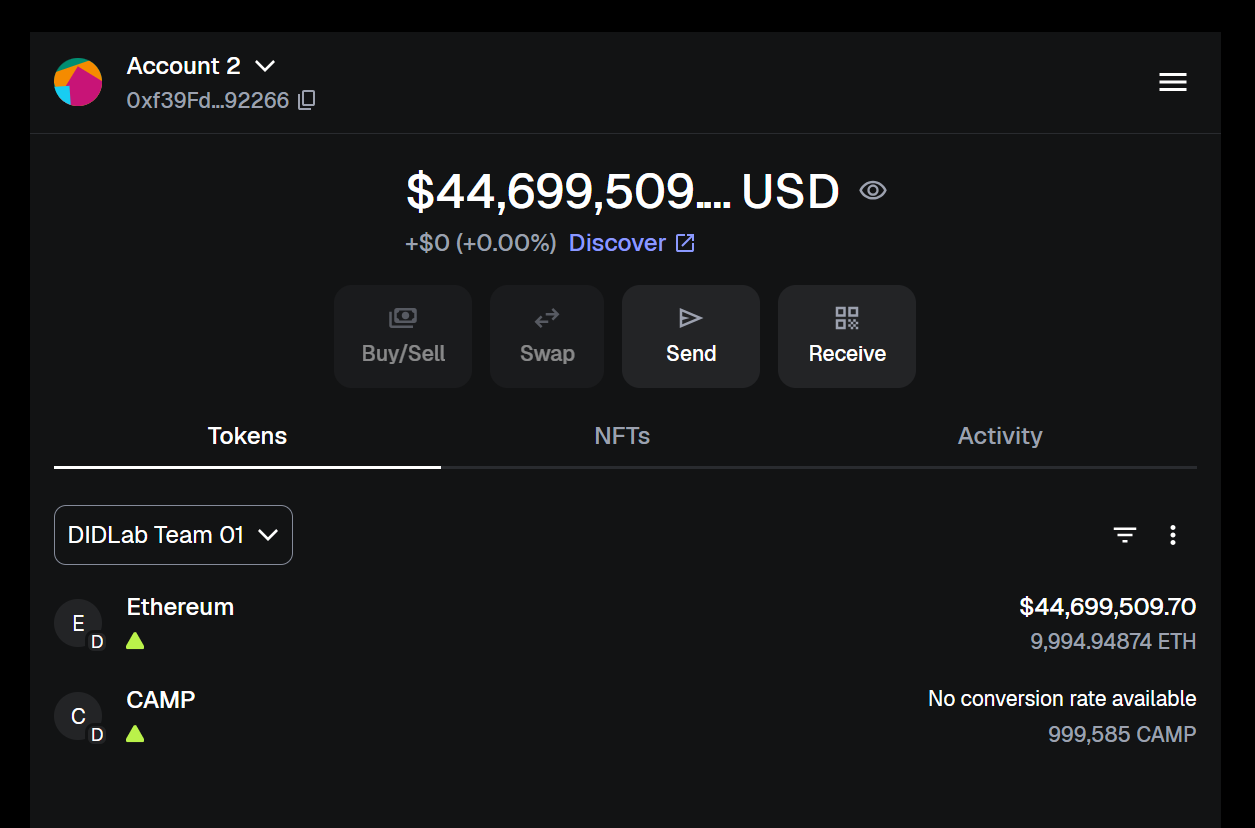 Account 2
0xf39Fd...92266
$44,699,509.... USD
+$0 (+0.00%) Discover
Buy/Sell
Swap
Send
Receive
Tokens
NFTs
Activity
DIDLab Team 01
E
D
Ethereum
$44,699,509.70
9,994.94874 ETH
C
D
CAMP
No conversion rate available
999,585 CAMP